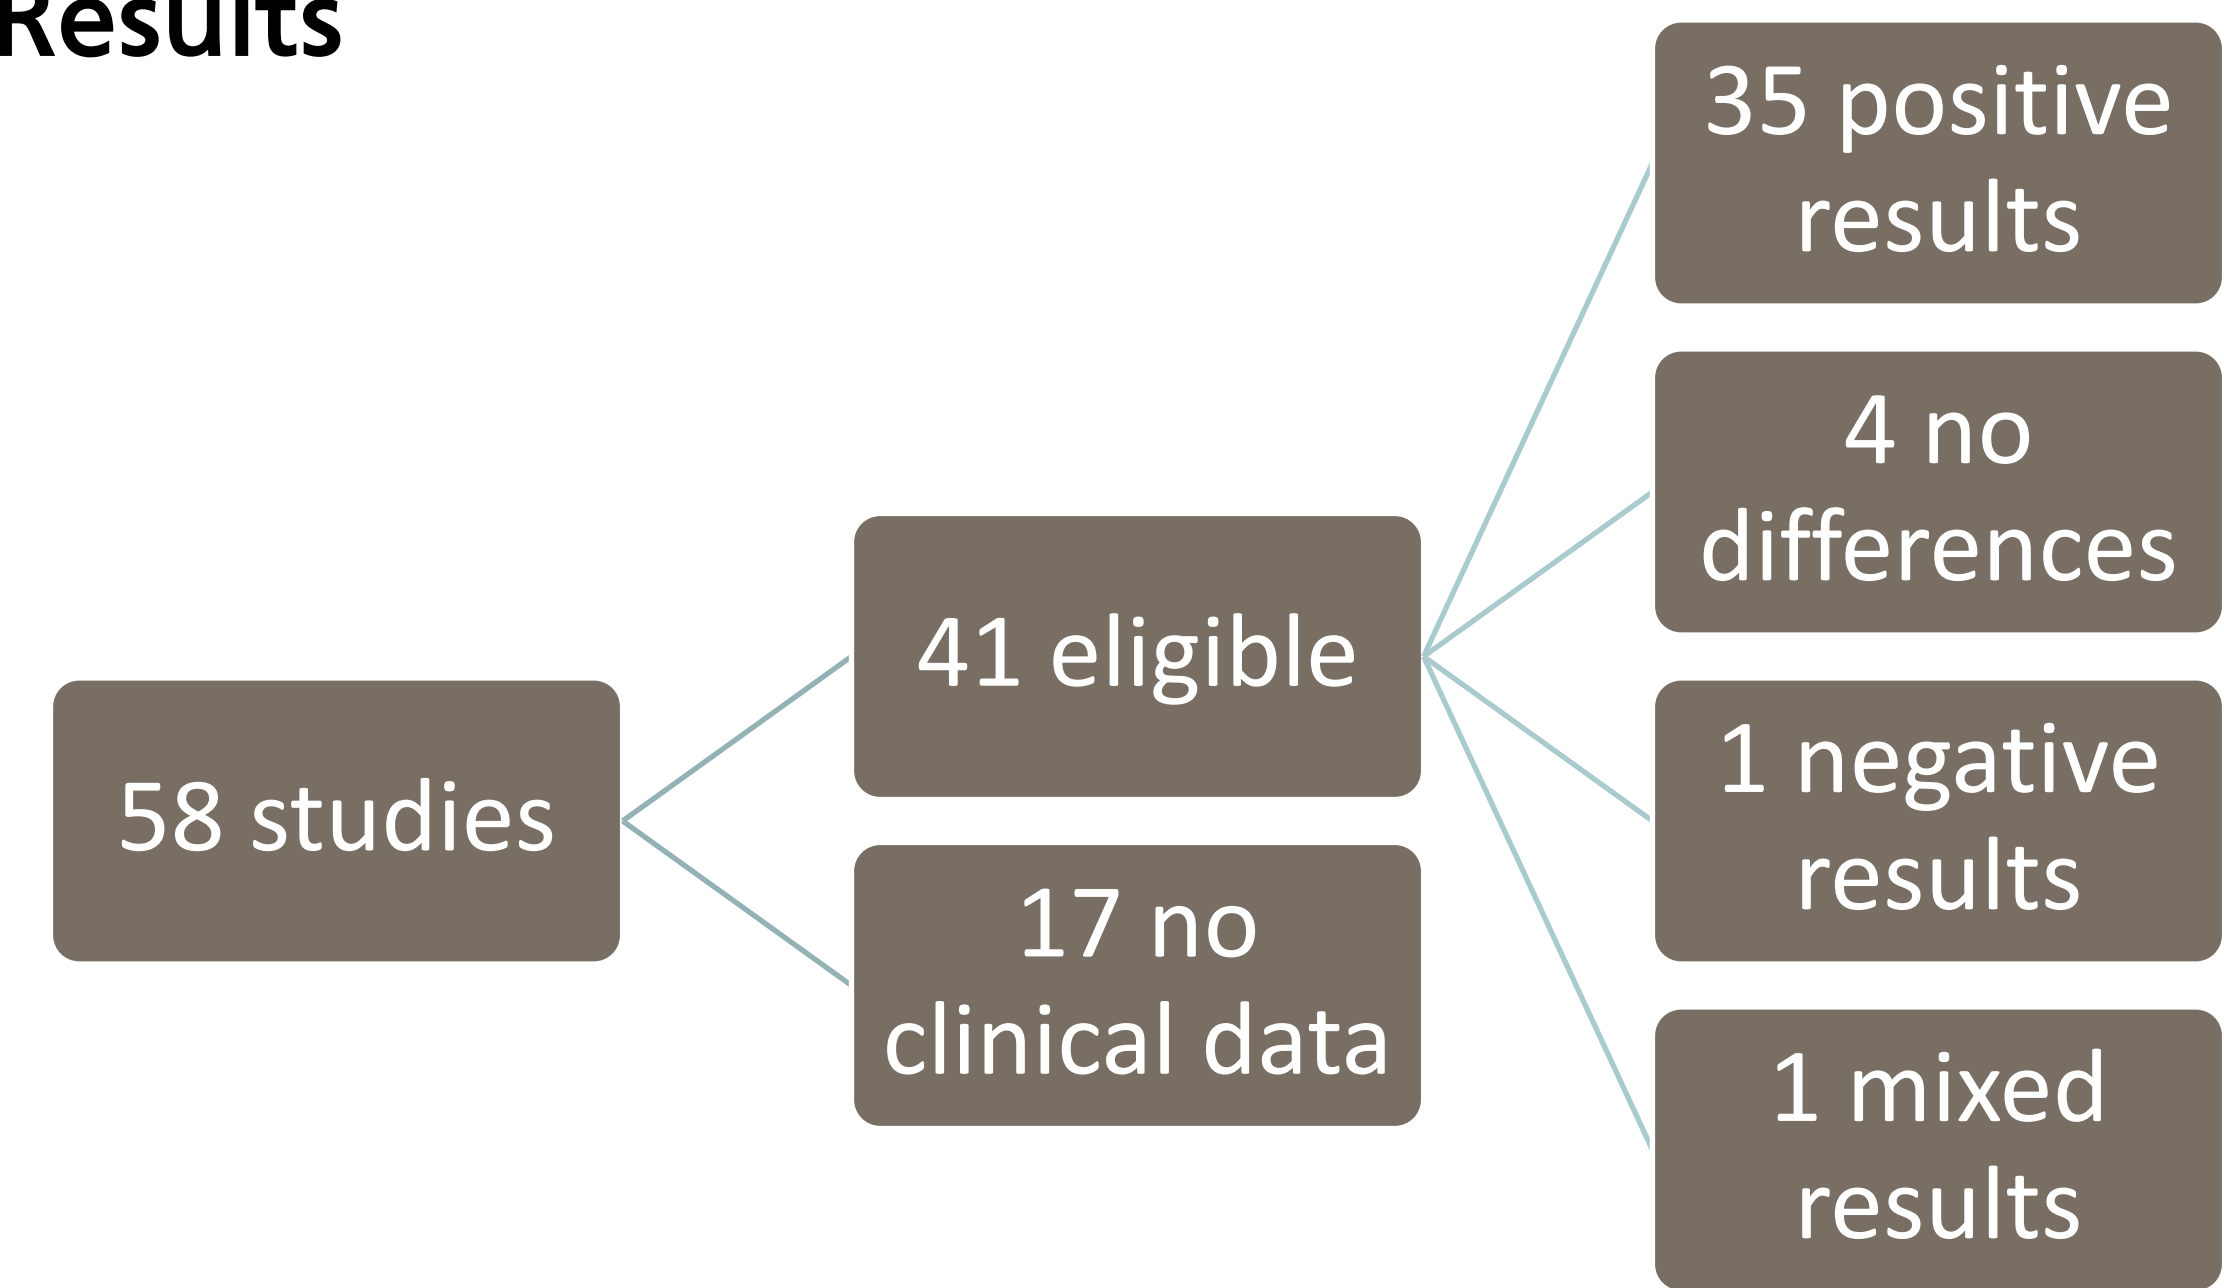 Results
58 studies
41 eligible
17 no
clinical data
35 positive
results
4 no
differences
1 negative
results
1 mixed
results